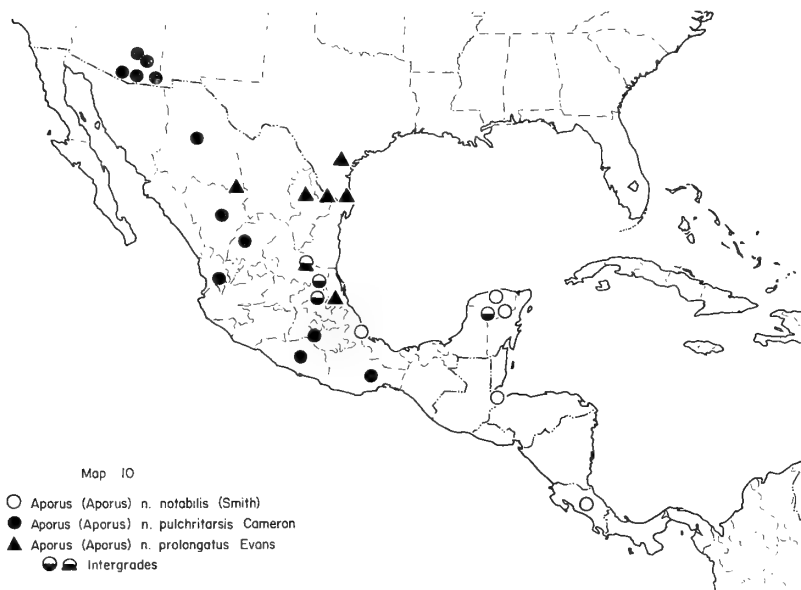 Map 10
Aporus (Aporus) n. notabilis (Smith)
Aporus (Aporus) n. pulchritarsis Cameron
Aporus (Aporus) n. prolongatus Evans
Intergrades